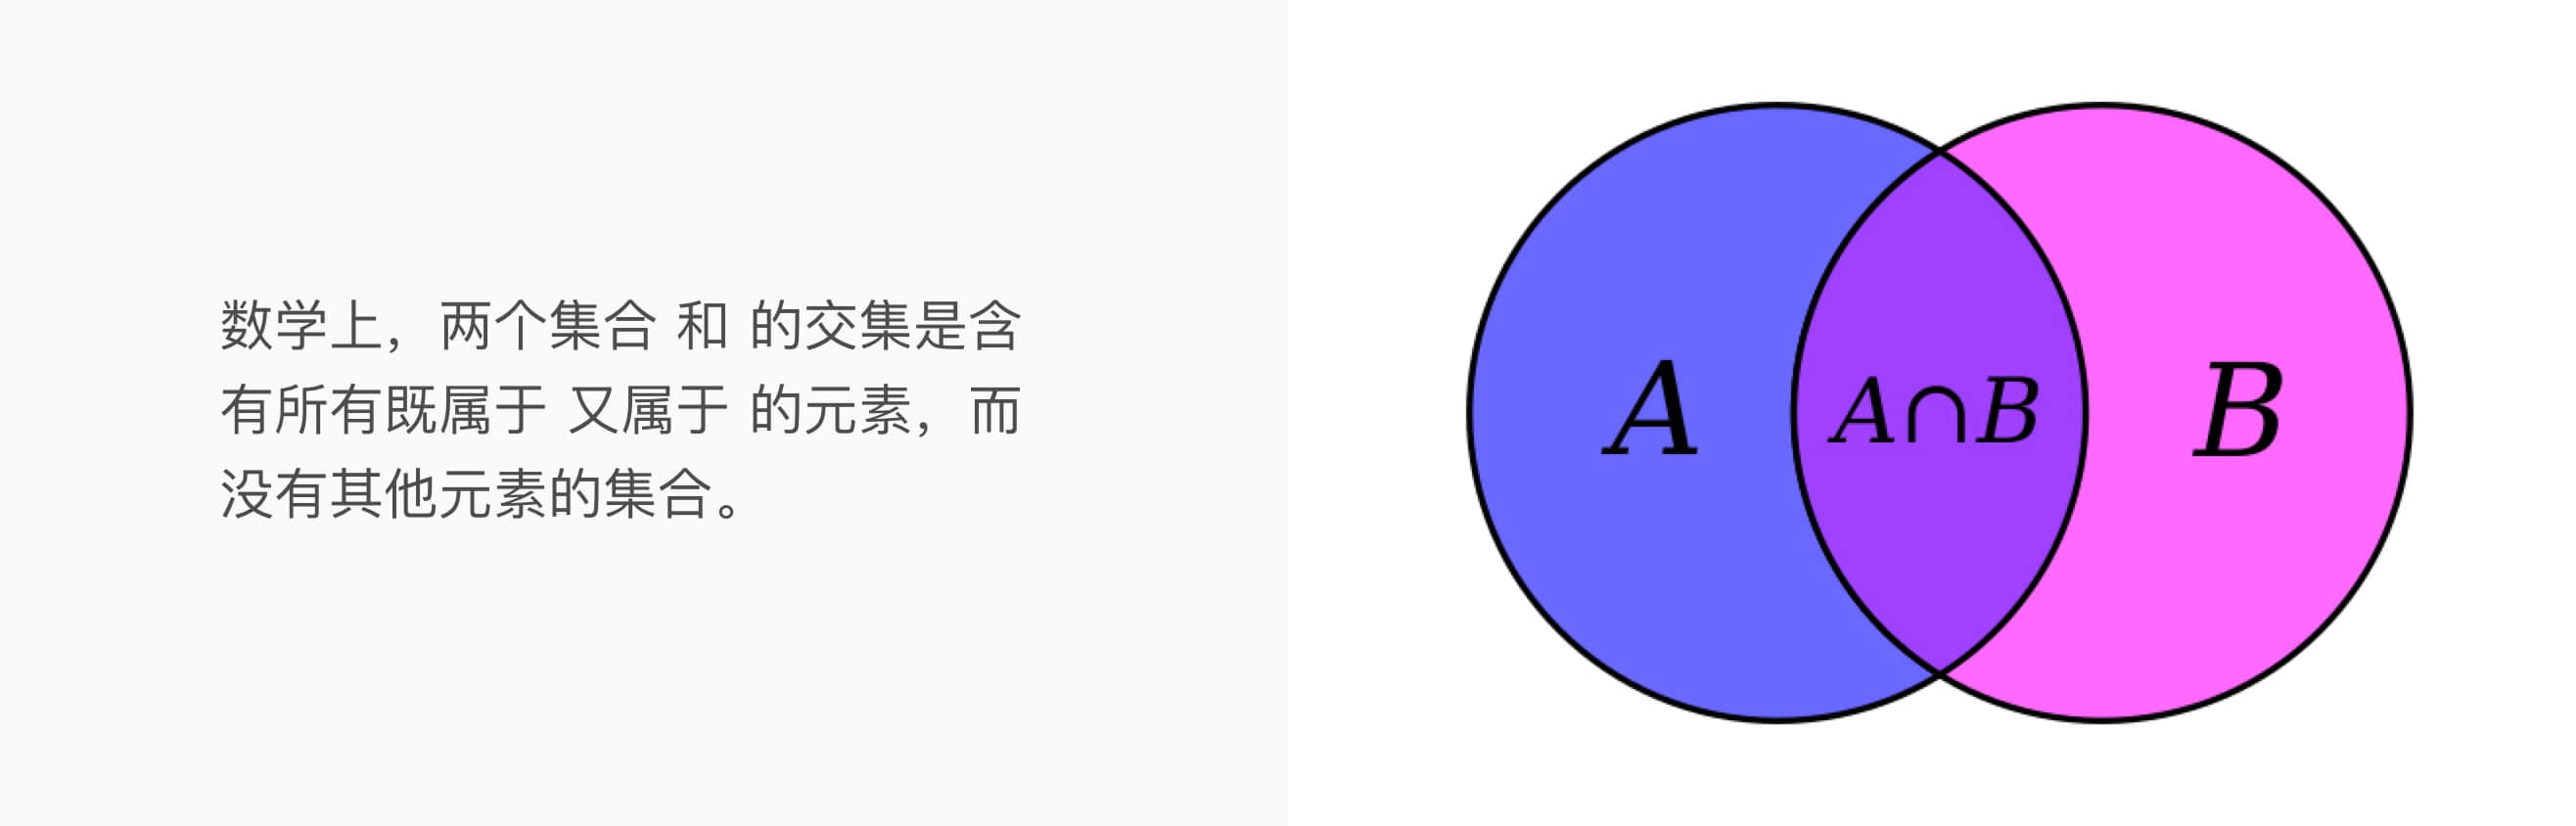 数学上，两个集合 和 的交集是含
有所有既属于 又属于 的元素，而
没有其他元素的集合。
A
A∩B
B